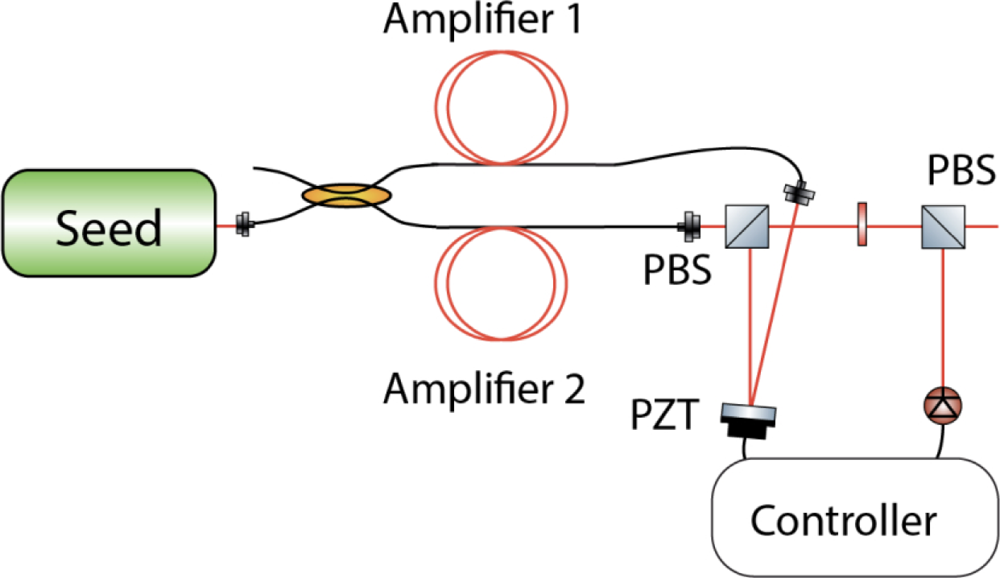 Amplifier 1
Seed
PBS
PBS
Amplifier 2
PZT
Controller